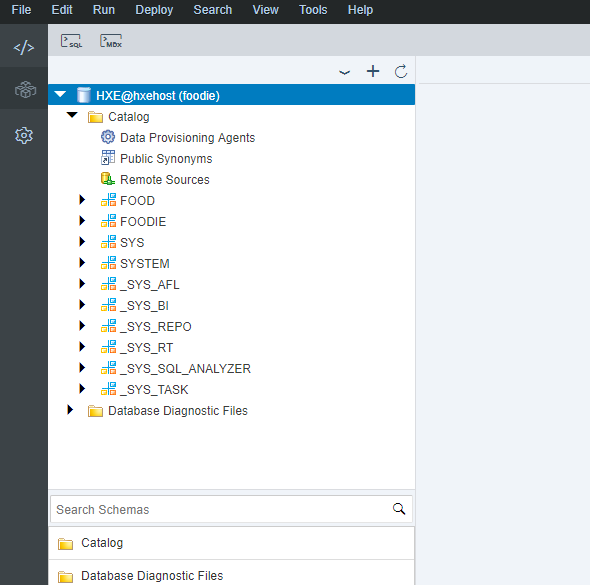 File Edit Run Deploy Search View Tools Help
SQL MDX
HXE@hxehost (foodie)
Catalog
Data Provisioning Agents
Public Synonyms
Remote Sources
FOOD
FOODIE
SYS
SYSTEM
_SYS_AFL
_SYS_BI
_SYS_REPO
_SYS_RT
_SYS_SQL_ANALYZER
_SYS_TASK
Database Diagnostic Files
Search Schemas
Catalog
Database Diagnostic Files